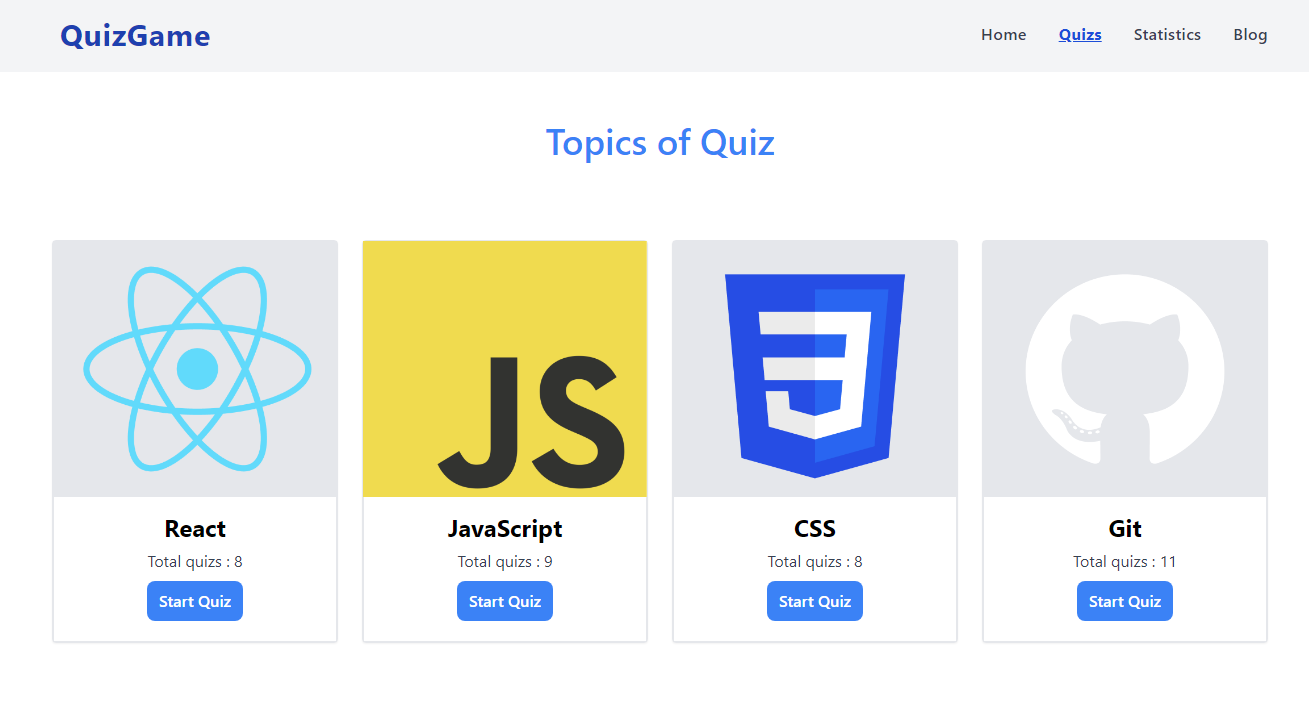 QuizGame
Home Quizs Statistics Blog
Topics of Quiz
JS
React
Total quizs : 8
Start Quiz
JavaScript
Total quizs : 9
Start Quiz
CSS
Total quizs : 8
Start Quiz
Git
Total quizs : 11
Start Quiz